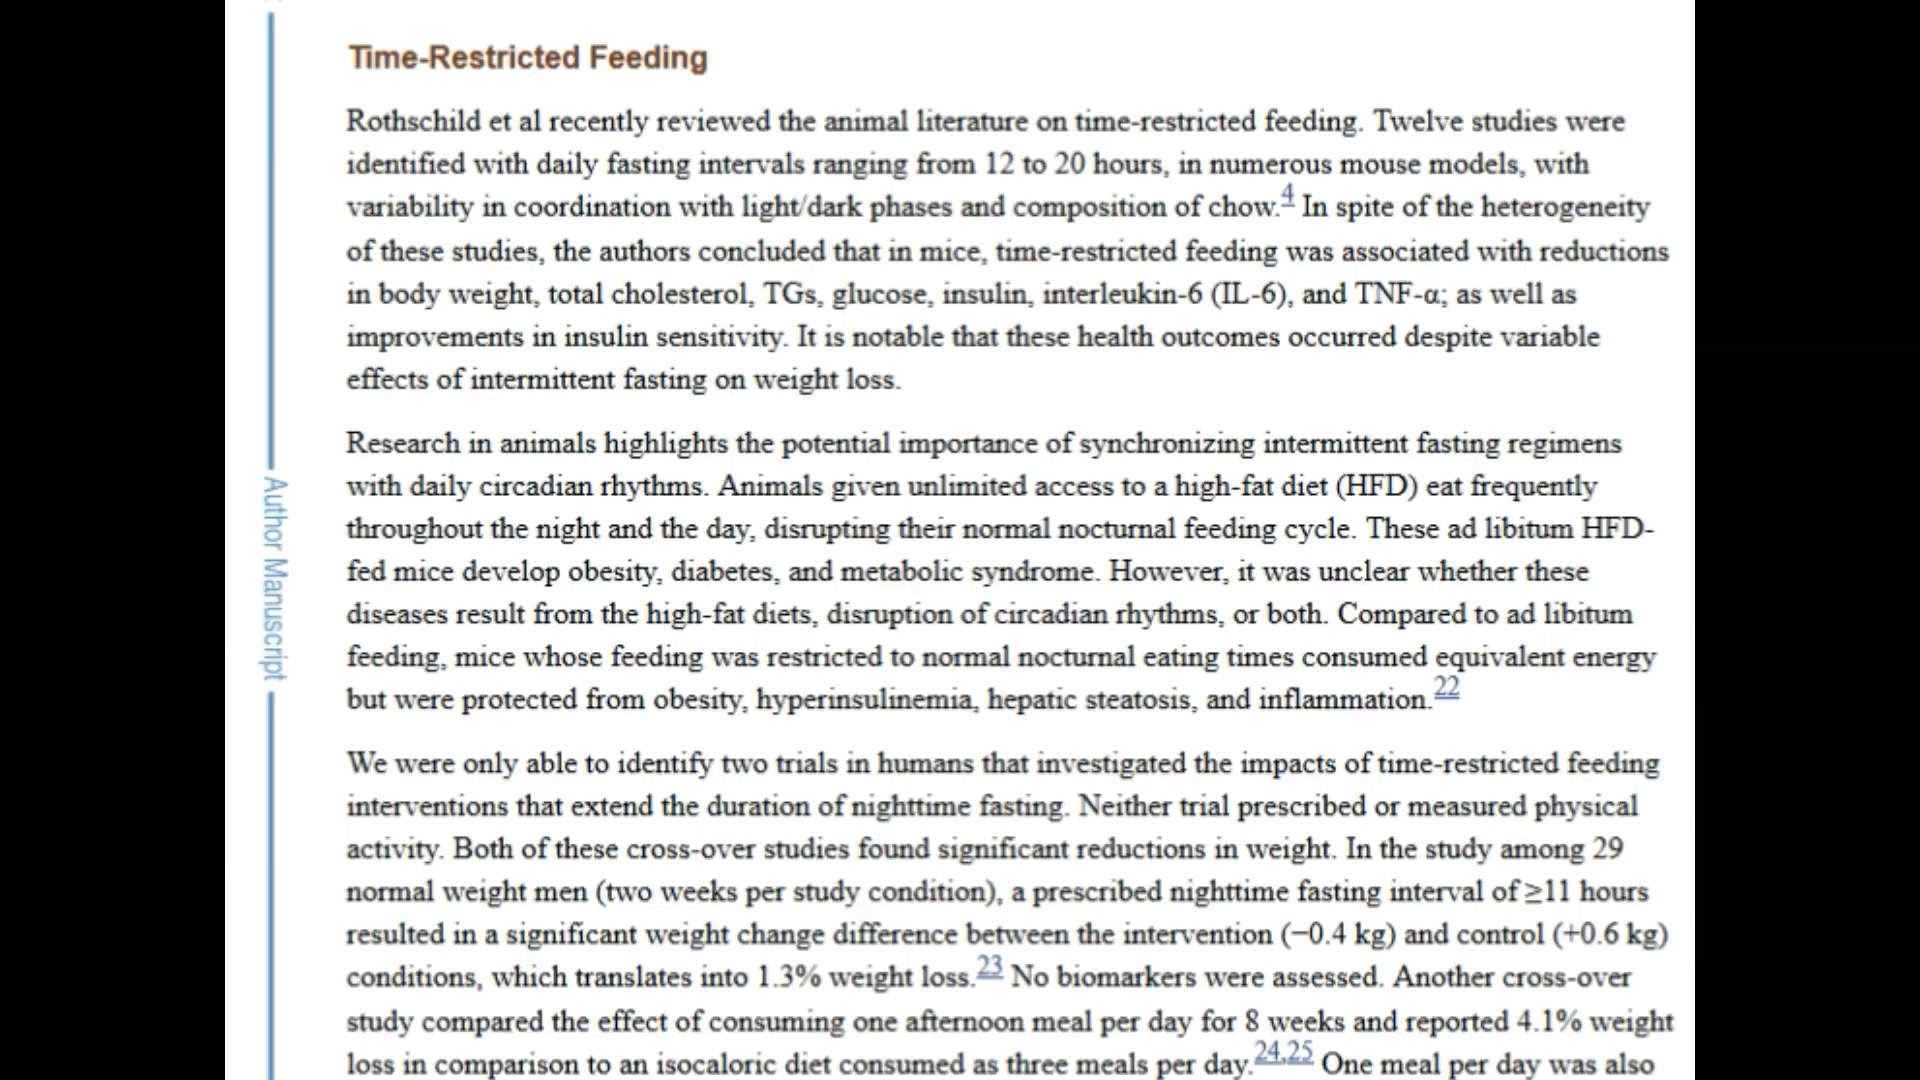 Time-Restricted Feeding
Rothschild et al recently reviewed the animal literature on time-restricted feeding. Twelve studies were
identified with daily fasting intervals ranging from 12 to 20 hours, in numerous mouse models, with
variability in coordination with light/dark phases and composition of chow.4 In spite of the heterogeneity
of these studies, the authors concluded that in mice, time-restricted feeding was associated with reductions
in body weight, total cholesterol, TGs, glucose, insulin, interleukin-6 (IL-6), and TNF-α; as well as
improvements in insulin sensitivity. It is notable that these health outcomes occurred despite variable
effects of intermittent fasting on weight loss.
Research in animals highlights the potential importance of synchronizing intermittent fasting regimens
with daily circadian rhythms. Animals given unlimited access to a high-fat diet (HFD) eat frequently
throughout the night and the day, disrupting their normal nocturnal feeding cycle. These ad libitum HFD-
fed mice develop obesity, diabetes, and metabolic syndrome. However, it was unclear whether these
diseases result from the high-fat diets, disruption of circadian rhythms, or both. Compared to ad libitum
feeding, mice whose feeding was restricted to normal nocturnal eating times consumed equivalent energy
but were protected from obesity, hyperinsulinemia, hepatic steatosis, and inflammation.22
We were only able to identify two trials in humans that investigated the impacts of time-restricted feeding
interventions that extend the duration of nighttime fasting. Neither trial prescribed or measured physical
activity. Both of these cross-over studies found significant reductions in weight. In the study among 29
normal weight men (two weeks per study condition), a prescribed nighttime fasting interval of ≥11 hours
resulted in a significant weight change difference between the intervention (−0.4 kg) and control (+0.6 kg)
conditions, which translates into 1.3% weight loss.23 No biomarkers were assessed. Another cross-over
study compared the effect of consuming one afternoon meal per day for 8 weeks and reported 4.1% weight
loss in comparison to an isocaloric diet consumed as three meals per day.24,25 One meal per day was also
Author Manuscript